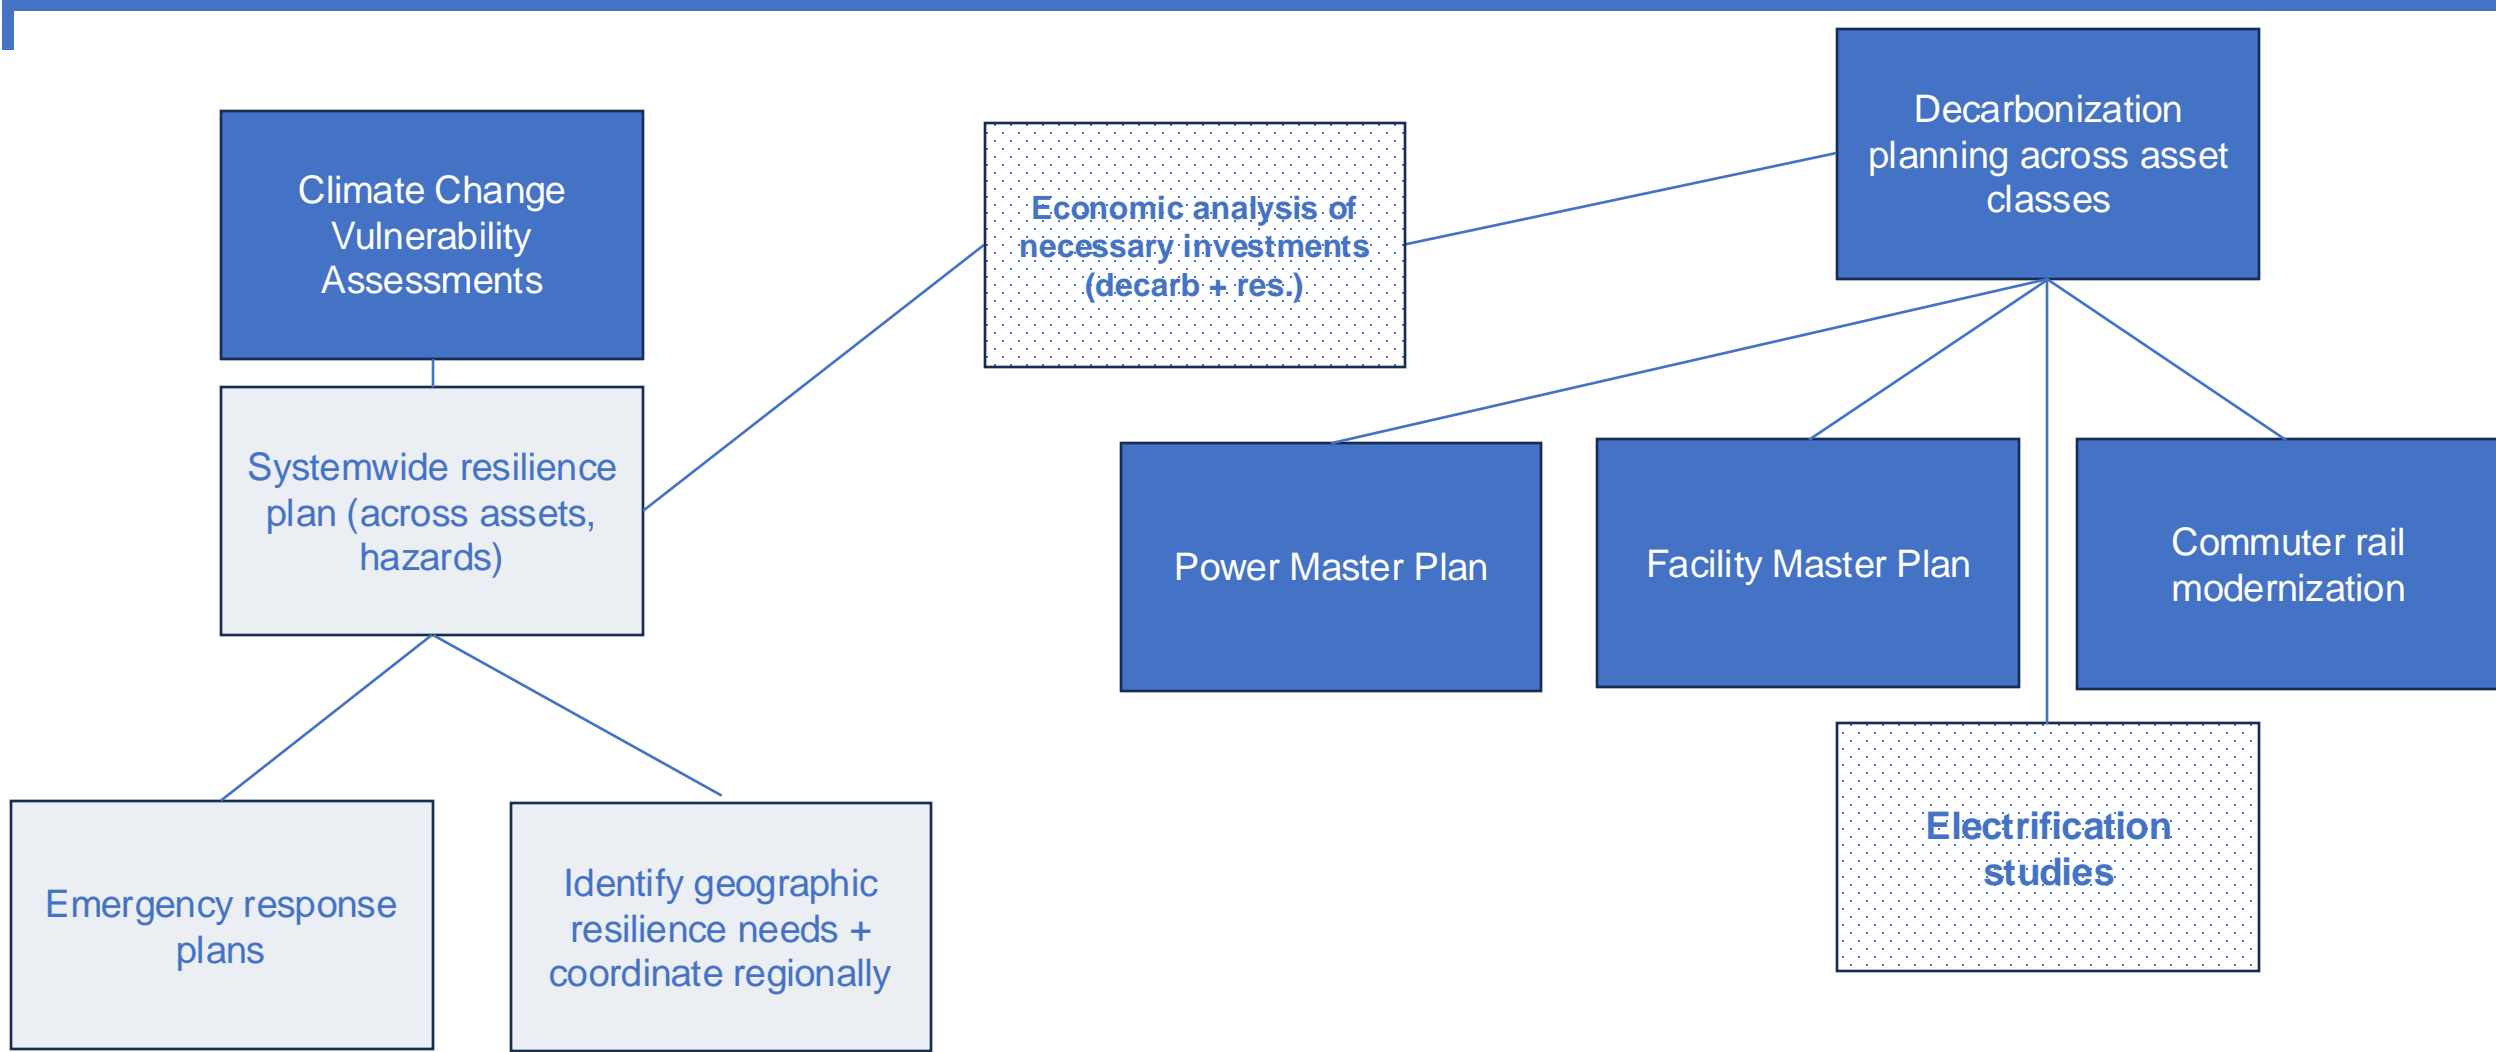 Climate Change
Vulnerability
Assessments
Systemwide resilience
plan (across assets,
hazards)
Emergency response
plans
Identify geographic
resilience needs +
coordinate regionally
Economic analysis of
necessary investments
(decarb + res.)
Decarbonization
planning across asset
classes
Power Master Plan
Facility Master Plan
Commuter rail
modernization
Electrification
studies